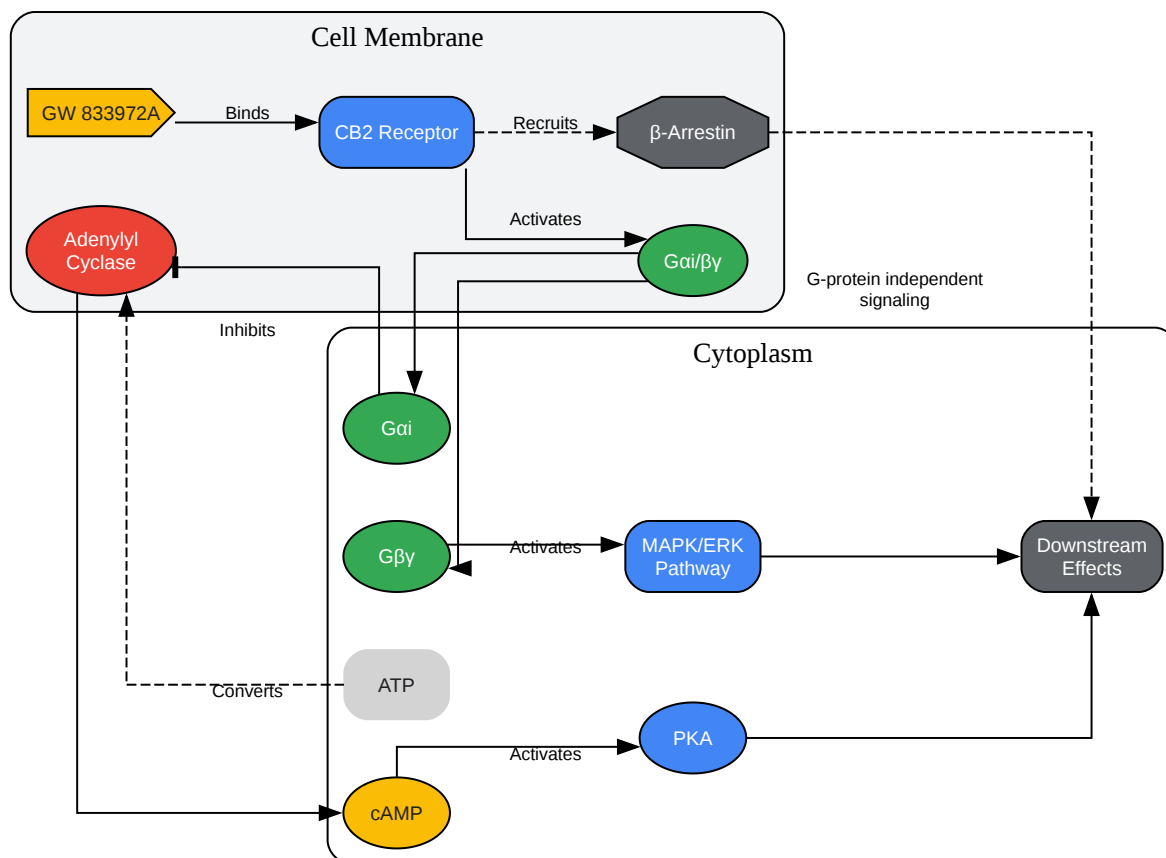 Cell Membrane
GW 833972A
Binds
CB2 Receptor
Recruits
β-Arrestin
Activates
Adenylyl
Cyclase
Gαi/βγ
G-protein independent
signaling
Inhibits
Cytoplasm
Gαi
Gβγ
Activates
MAPK/ERK
Pathway
Downstream
Effects
ATP
Converts
PKA
Activates
cAMP